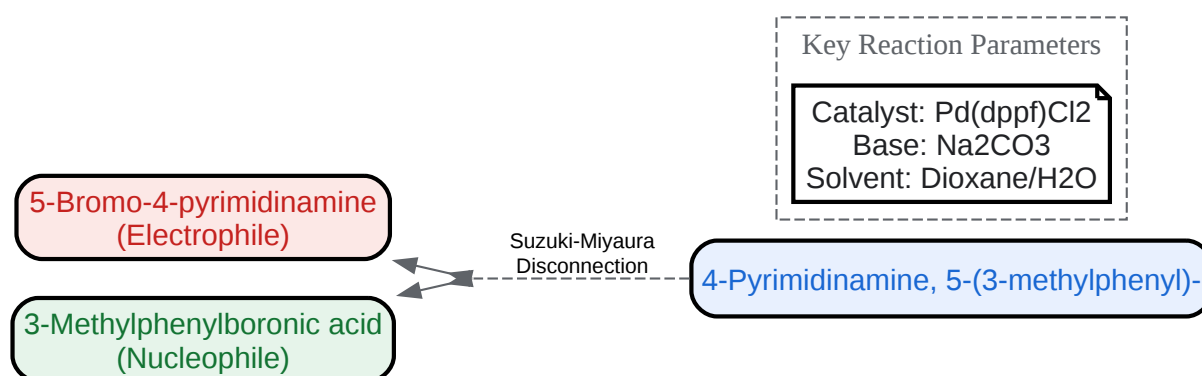 Key Reaction Parameters
Catalyst: Pd(dppf)Cl2
Base: Na2CO3
Solvent: Dioxane/H2O
5-Bromo-4-pyrimidinamine
(Electrophile)
Suzuki-Miyaura
Disconnection
4-Pyrimidinamine, 5-(3-methylphenyl)-
3-Methylphenylboronic acid
(Nucleophile)